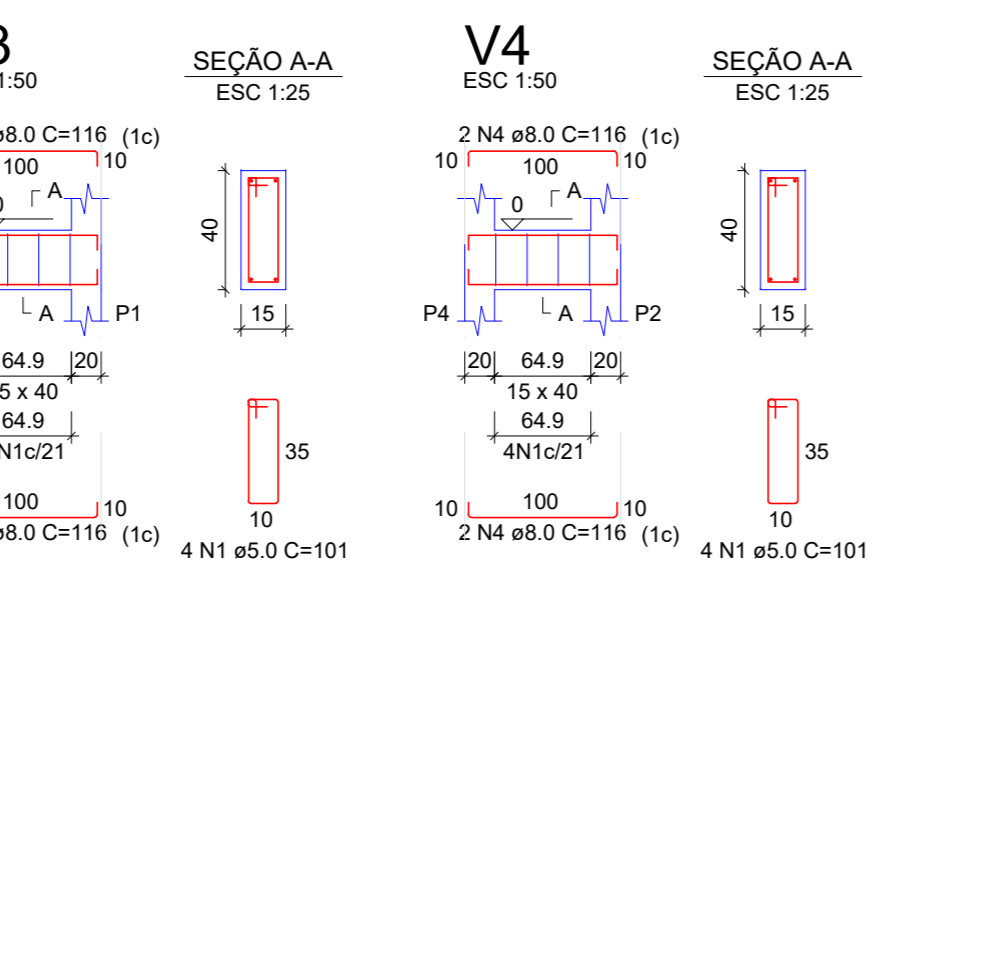 3
1:50
SEÇÃO A-A
ESC 1:25
ø8.0 C=116 (1c)
100 10
0 A
40
A P1
15
64.9 20
5 x 40
64.9
N1c/21
35
100 10
10
ø8.0 C=116 (1c)
4 N1 ø5.0 C=101
V4
ESC 1:50
SEÇÃO A-A
ESC 1:25
2 N4 ø8.0 C=116 (1c)
10 100 10
0 A
40
P4 A P2
15
20 64.9 20
15 x 40
64.9
4N1c/21
35
10 100 10
10
2 N4 ø8.0 C=116 (1c)
4 N1 ø5.0 C=101